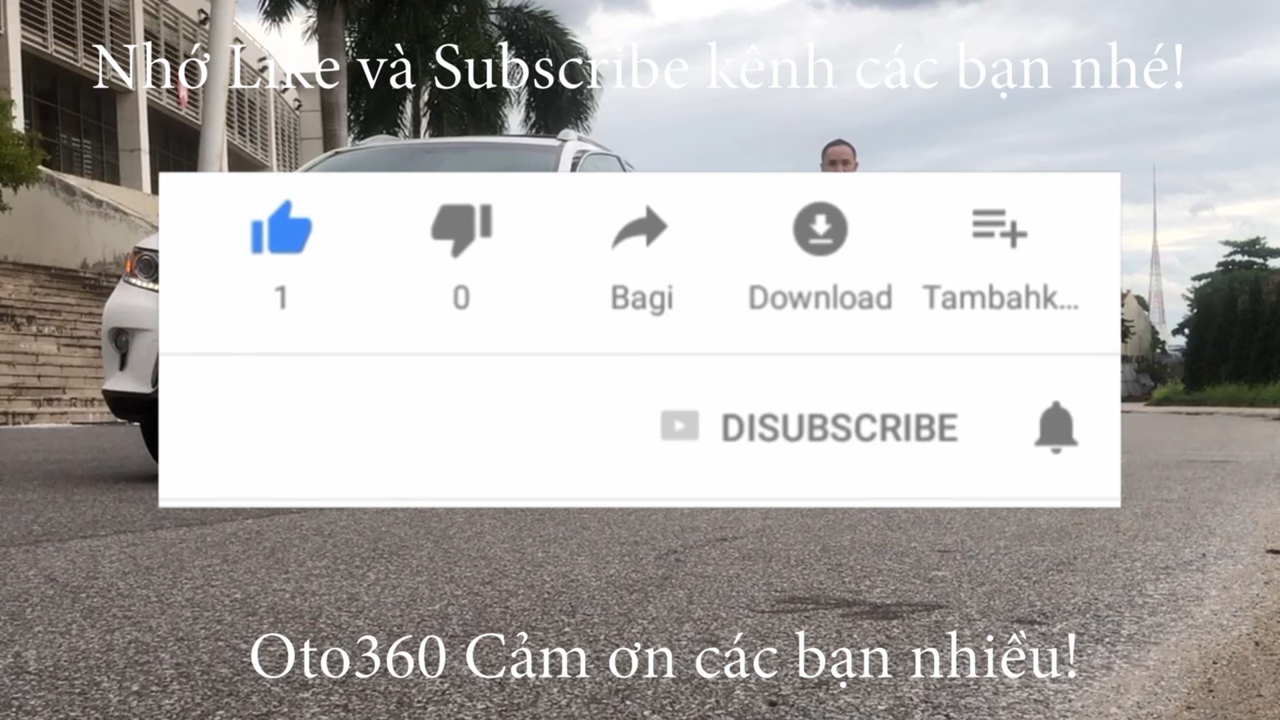 Nhớ Like và Subscribe kênh các bạn nhé!
1 0 Bagi Download Tambahk...
DISUBSCRIBE
Oto360 Cảm ơn các bạn nhiều!